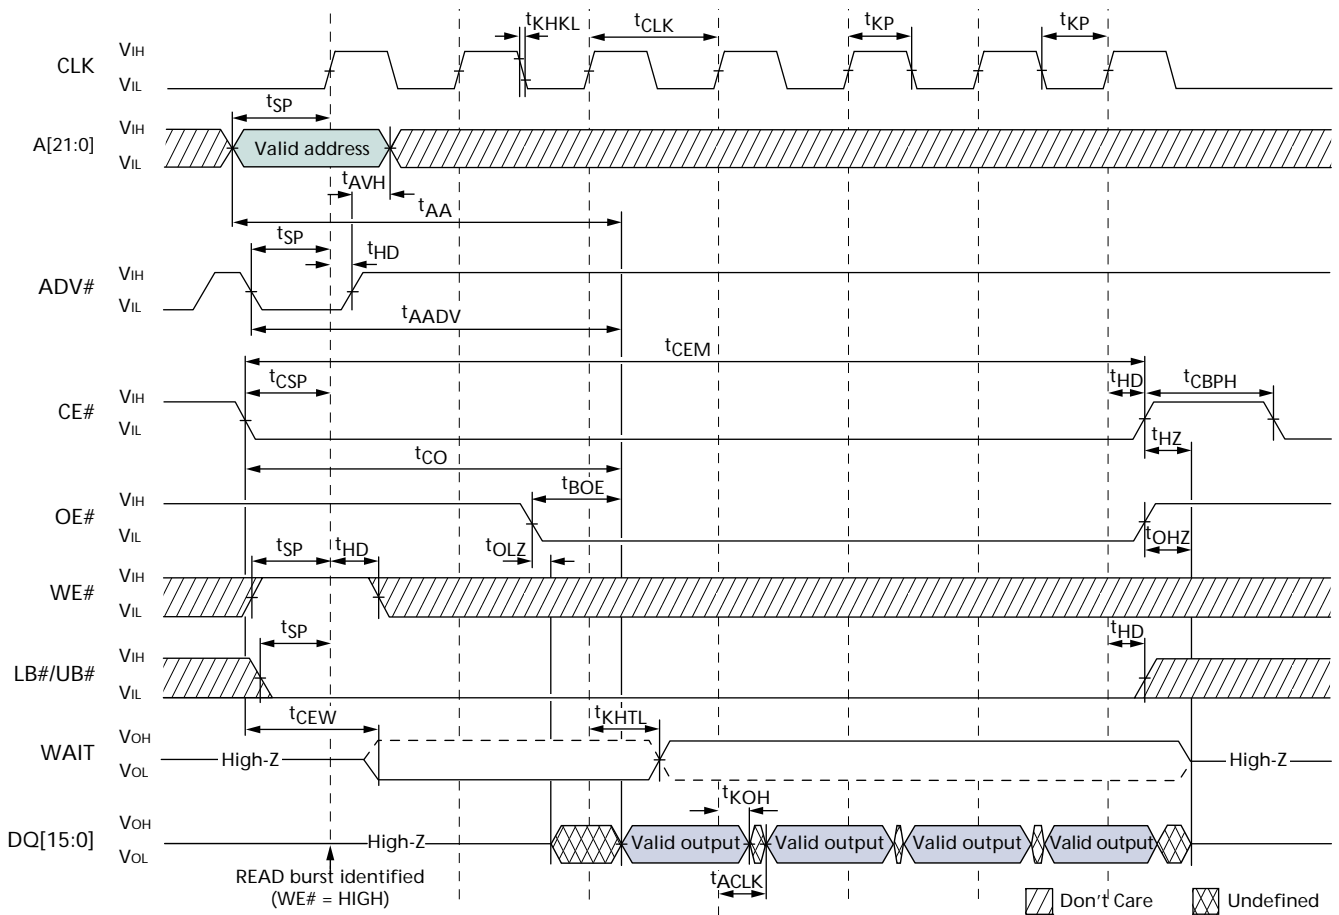 tKHKL tCLK tKP tKP
CLK VIH
VIL
tSP
A[21:0] VIH
VIL
Valid address
tAVH
tAA
tSP
tHD
ADV# VIH
VIL
tAADV
tCEM
tCSP tHD tCBPH
CE# VIH
VIL
tHZ
tCO
tBOE
OE# VIH
VIL
tOHZ
tSP tHD tOLZ
WE# VIH
VIL
tSP tHD
LB#/UB# VIH
VIL
tCEW tKHTL
WAIT VOH
VOL
High-Z High-Z
tKOH
DQ[15:0] VOH
VOL
High-Z Valid output Valid output Valid output Valid output
tACLK
READ burst identified
(WE# = HIGH)
Don't Care Undefined